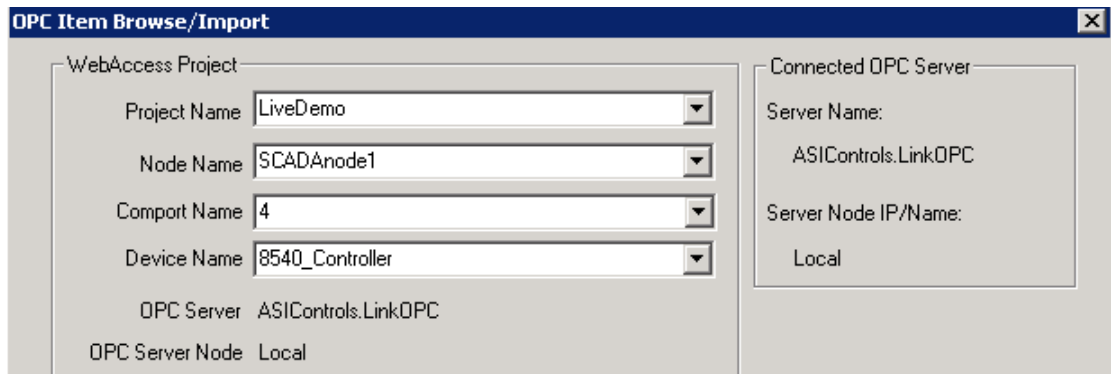 OPC Item Browse/Import
WebAccess Project
Project Name LiveDemo
Node Name SCADAnode1
Comport Name 4
Device Name 8540_Controller
OPC Server ASIControls.LinkOPC
OPC Server Node Local
Connected OPC Server
Server Name:
ASIControls.LinkOPC
Server Node IP/Name:
Local